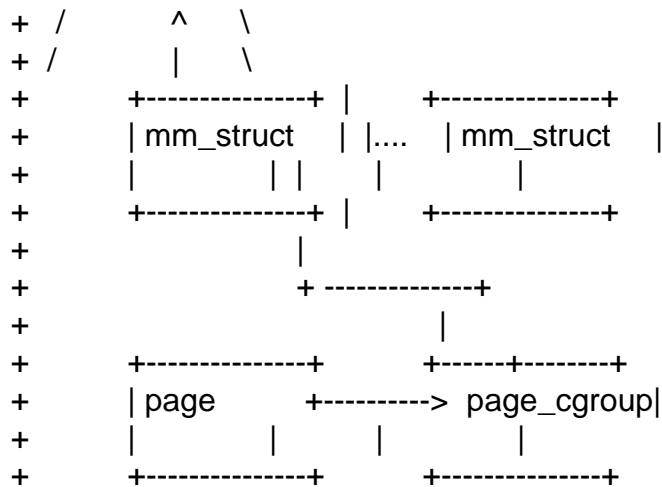 +  /            ^      \
+ /             |       \
+           +---------------+  |        +---------------+
+           | mm_struct     |  |....    | mm_struct     |
+           |               |  |        |               |
+           +---------------+  |        +---------------+
+                              |
+                              + --------------+
+                                              |
+           +---------------+           +------+--------+
+           | page          +---------->  page_cgroup|
+           |               |           |               |
+           +---------------+           +---------------+